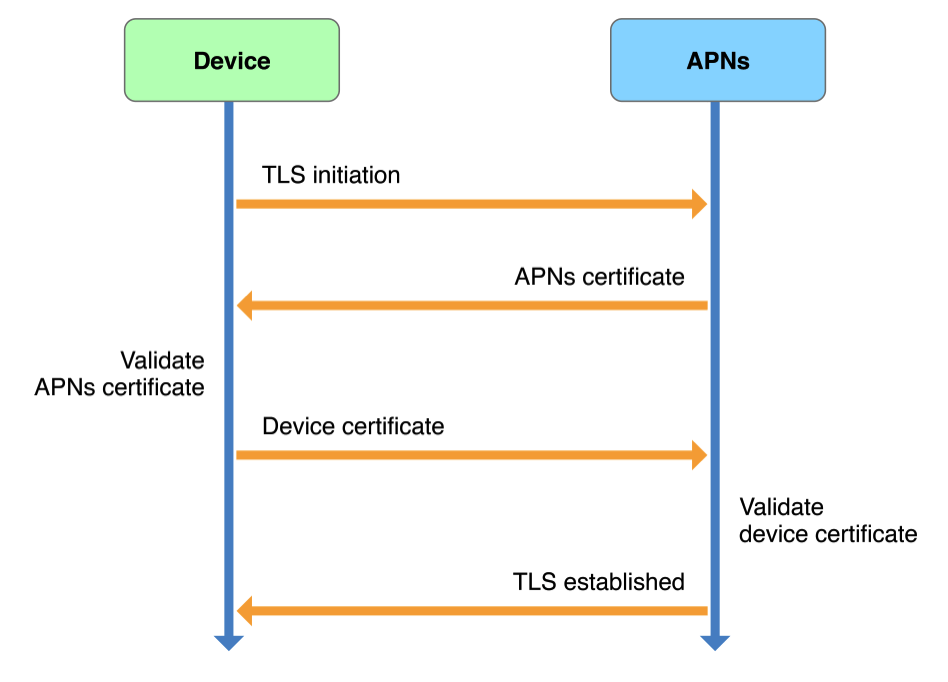 Device
APNs
TLS initiation
APNs certificate
Validate
APNs certificate
Device certificate
Validate
device certificate
TLS established